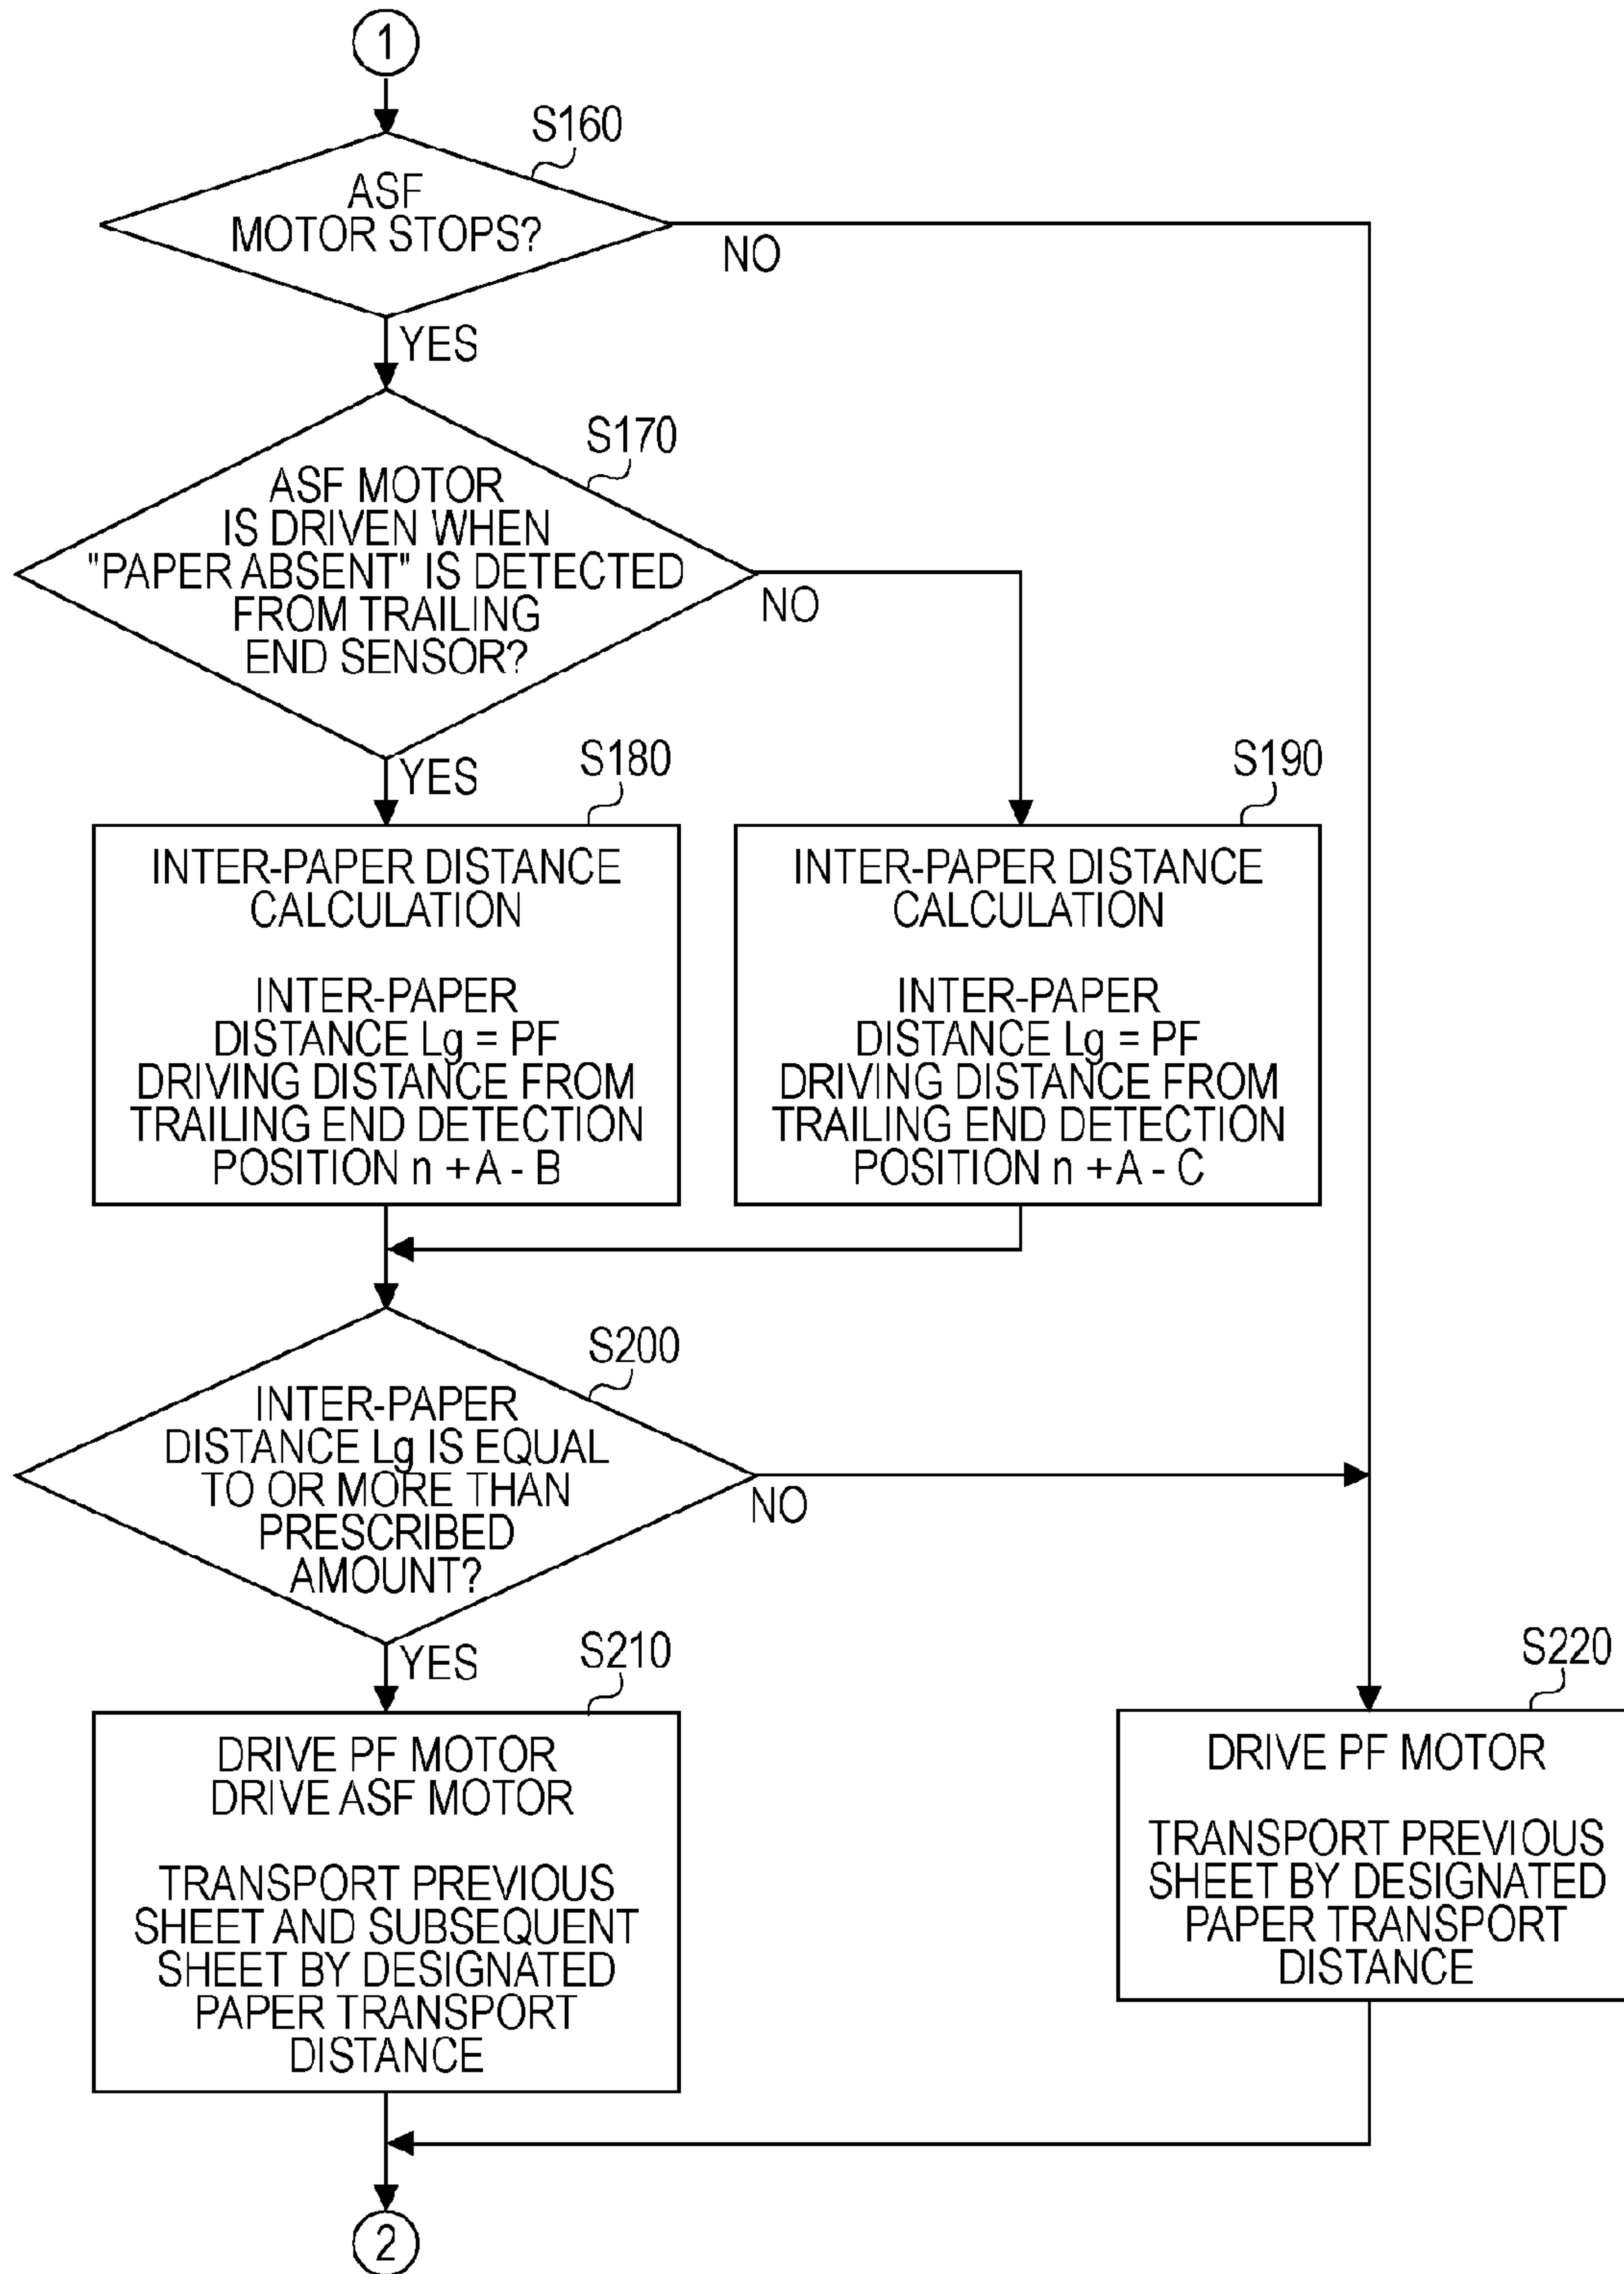 1
S160
ASF
MOTOR STOPS?
NO
YES
S170
ASF MOTOR
IS DRIVEN WHEN
"PAPER ABSENT" IS DETECTED
FROM TRAILING
END SENSOR?
NO
YES
S180
INTER-PAPER DISTANCE
CALCULATION
INTER-PAPER
DISTANCE Lg = PF
DRIVING DISTANCE FROM
TRAILING END DETECTION
POSITION n + A - B
S190
INTER-PAPER DISTANCE
CALCULATION
INTER-PAPER
DISTANCE Lg = PF
DRIVING DISTANCE FROM
TRAILING END DETECTION
POSITION n + A - C
S200
INTER-PAPER
DISTANCE Lg IS EQUAL
TO OR MORE THAN
PRESCRIBED
AMOUNT?
NO
YES
S210
DRIVE PF MOTOR
DRIVE ASF MOTOR
TRANSPORT PREVIOUS
SHEET AND SUBSEQUENT
SHEET BY DESIGNATED
PAPER TRANSPORT
DISTANCE
S220
DRIVE PF MOTOR
TRANSPORT PREVIOUS
SHEET BY DESIGNATED
PAPER TRANSPORT
DISTANCE
2